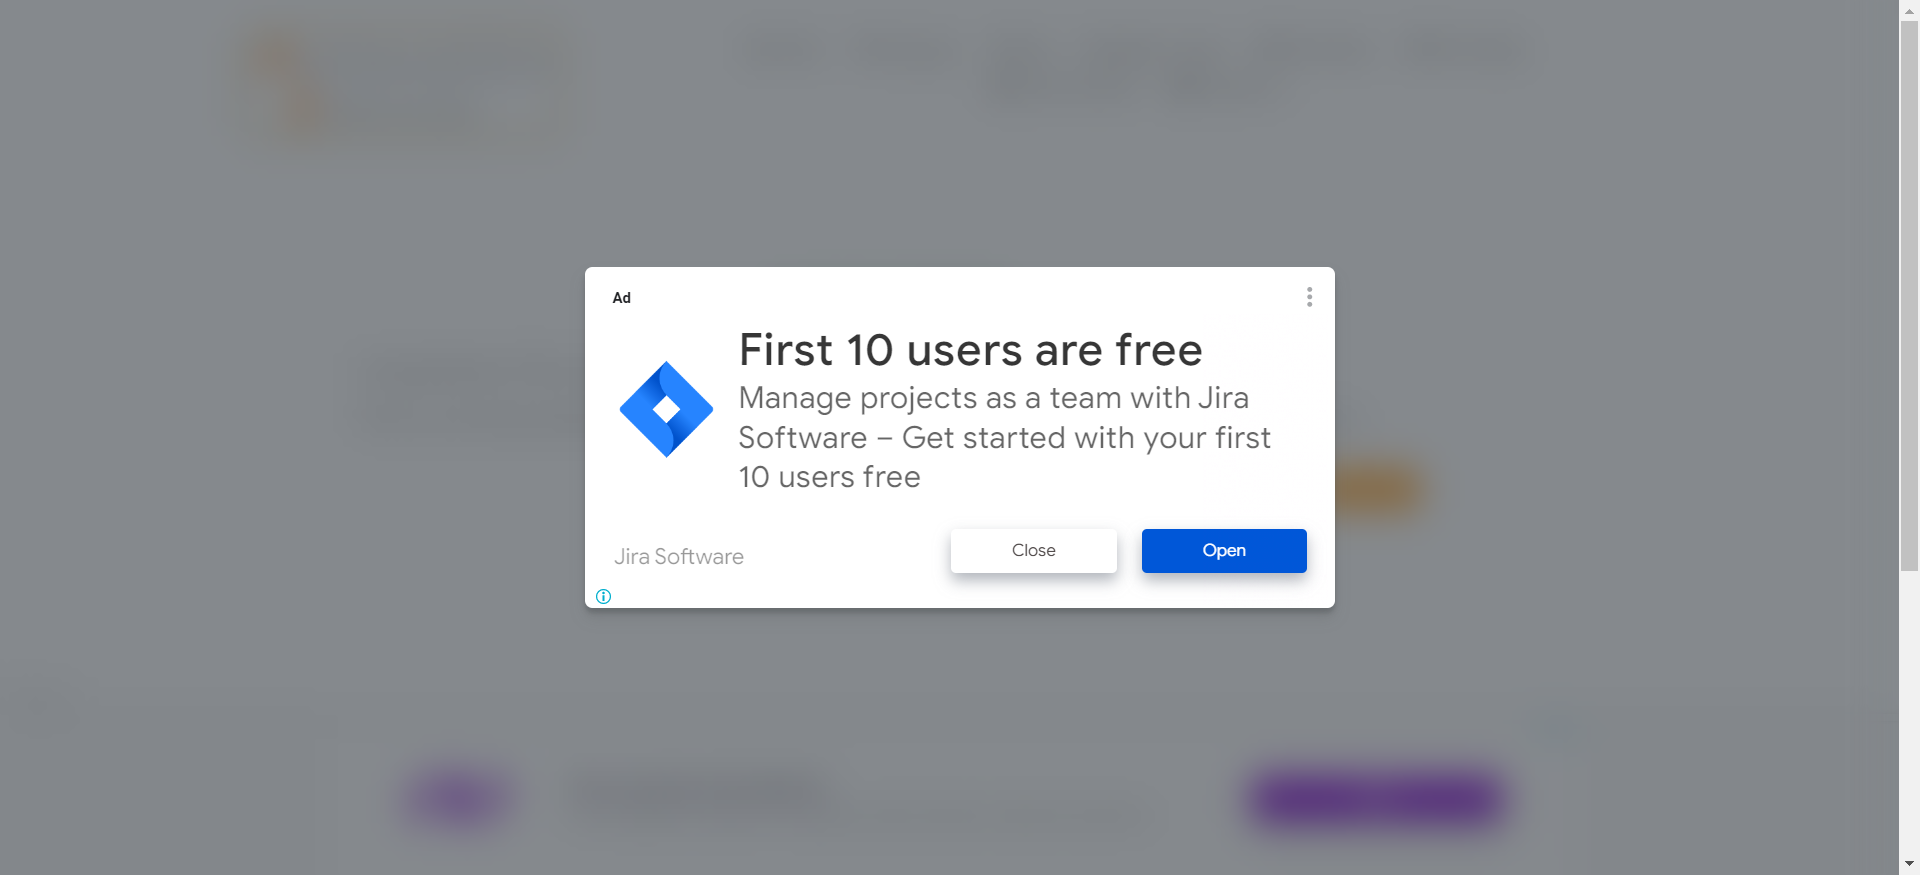 Ad
First 10 users are free
Manage projects as a team with Jira
Software – Get started with your first
10 users free
Jira Software
Close
Open